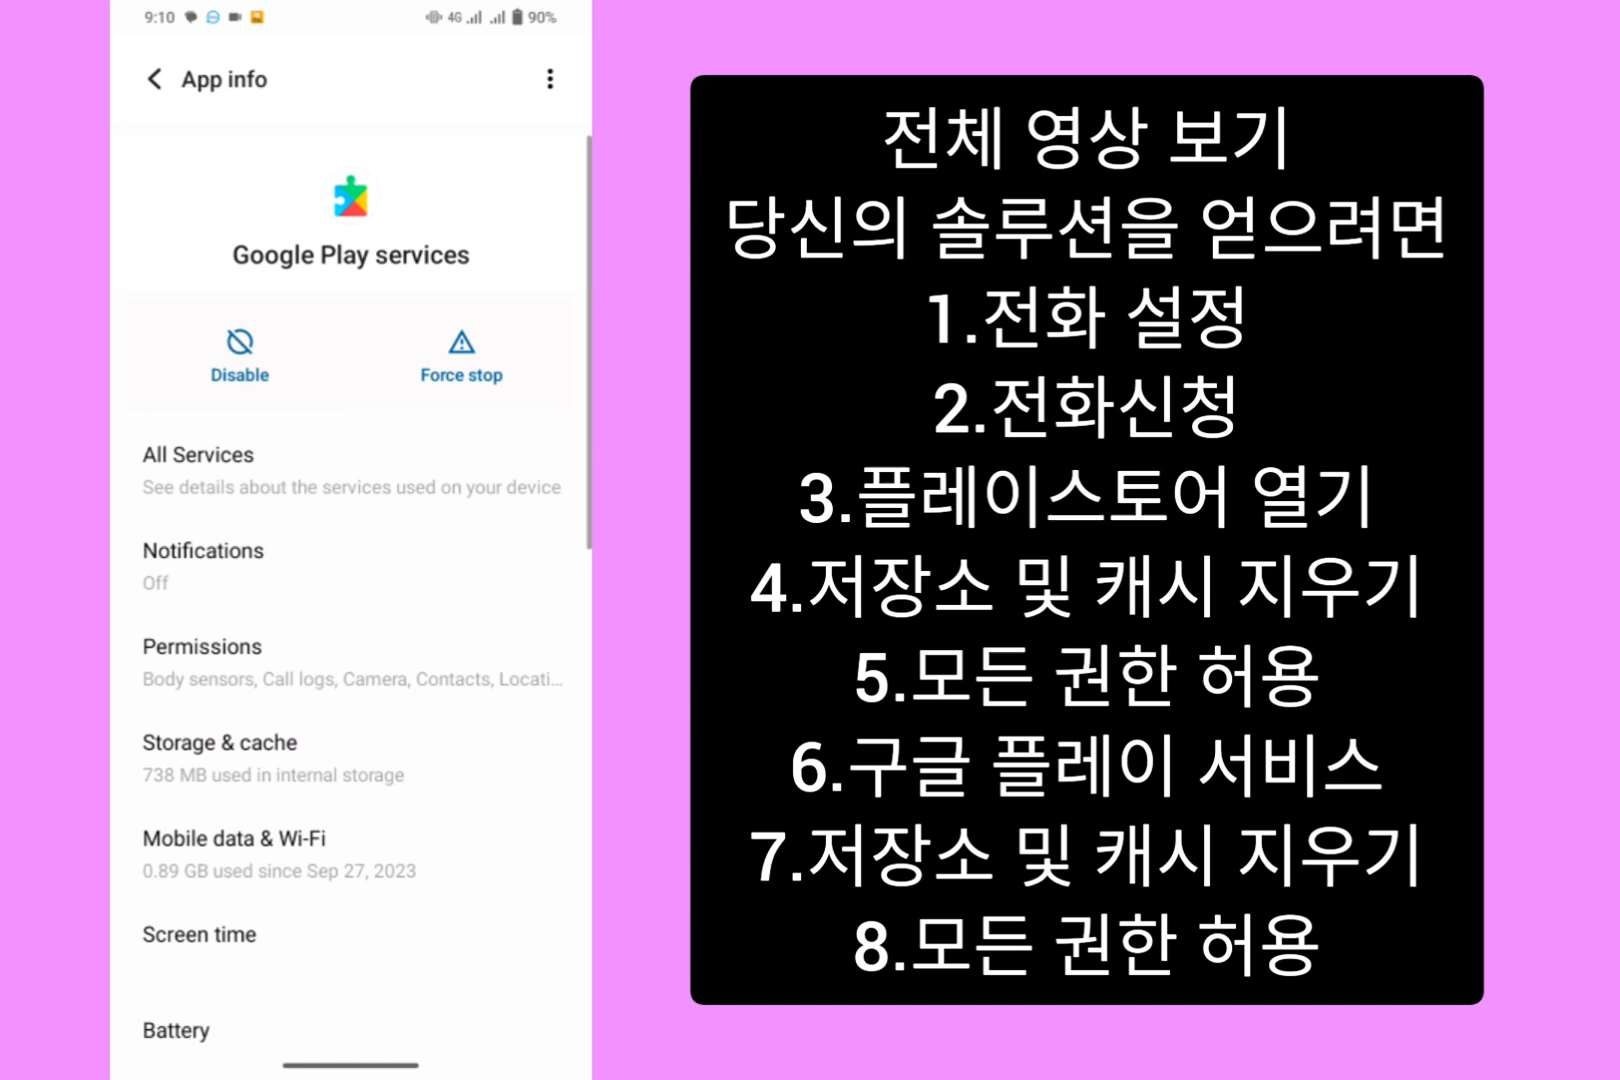 9:10
4G
90%
App info
Google Play services
Disable
Force stop
All Services
See details about the services used on your device
Notifications
Off
Permissions
Body sensors, Call logs, Camera, Contacts, Locati...
Storage & cache
738 MB used in internal storage
Mobile data & Wi-Fi
0.89 GB used since Sep 27, 2023
Screen time
Battery
전체 영상 보기
당신의 솔루션을 얻으려면
1.전화 설정
2.전화신청
3.플레이스토어 열기
4.저장소 및 캐시 지우기
5.모든 권한 허용
6.구글 플레이 서비스
7.저장소 및 캐시 지우기
8.모든 권한 허용